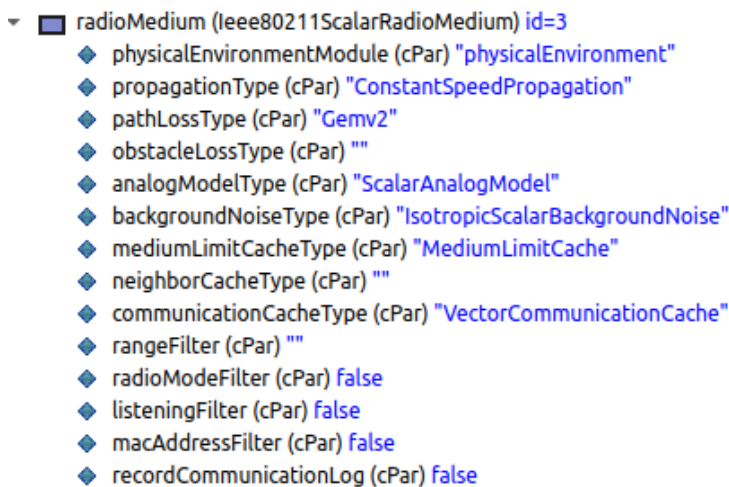 radioMedium (Ieee80211ScalarRadioMedium) id=3
physicalEnvironmentModule (cPar) "physicalEnvironment"
propagationType (cPar) "ConstantSpeedPropagation"
pathLossType (cPar) "Gemv2"
obstacleLossType (cPar) ""
analogModelType (cPar) "ScalarAnalogModel"
backgroundNoiseType (cPar) "IsotropicScalarBackgroundNoise"
mediumLimitCacheType (cPar) "MediumLimitCache"
neighborCacheType (cPar) ""
communicationCacheType (cPar) "VectorCommunicationCache"
rangeFilter (cPar) ""
radioModeFilter (cPar) false
listeningFilter (cPar) false
macAddressFilter (cPar) false
recordCommunicationLog (cPar) false